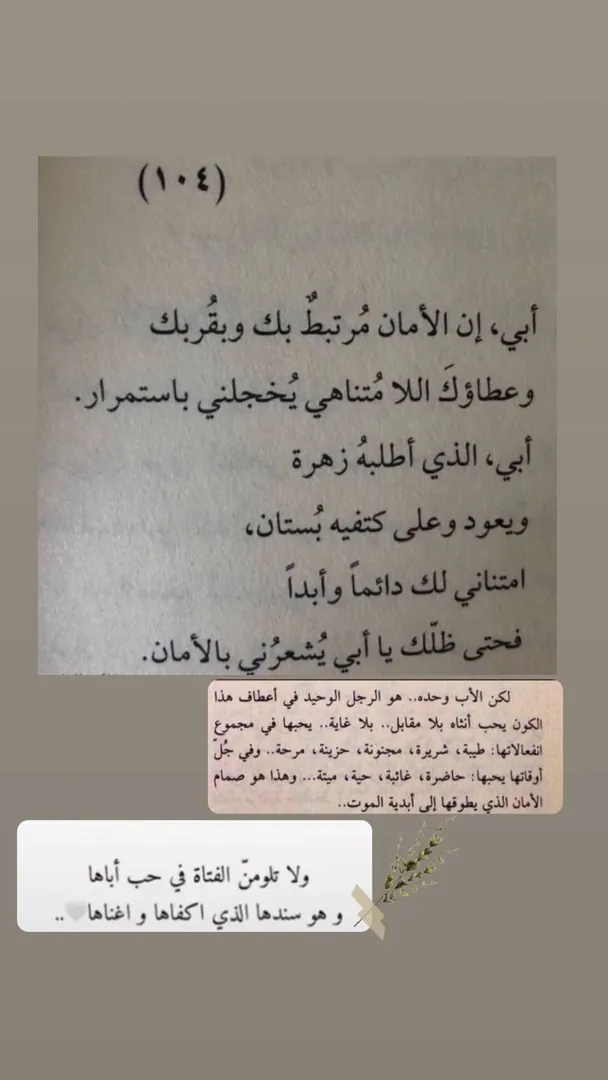 (١٠٤)
أبي، إن الأمان مُرتبطٌ بك وبقُربك
وعطاؤكَ اللا مُتناهي يُخجلني باستمرار.
أبي، الذي أطلبهُ زهرة
ويعود وعلى كتفيه بُستان،
امتناني لك دائماً وأبداً
فحتى ظلّك يا أبي يُشعرُني بالأمان.
لكن الأب وحده.. هو الرجل الوحيد في أعطاف هذا
الكون يحب أنثاه بلا مقابل.. بلا غاية.. يحبها في مجموع
انفعالاتها: طيبة، شريرة، مجنونة، حزينة، مرحة.. وفي جُلّ
أوقاتها يحبها: حاضرة، غائبة، حية، ميتة... وهذا هو صمام
الأمان الذي يطوقها إلى أبدية الموت..
ولا تلومنّ الفتاة في حب أباها
و هو سندها الذي اكفاها و اغناها🤍..